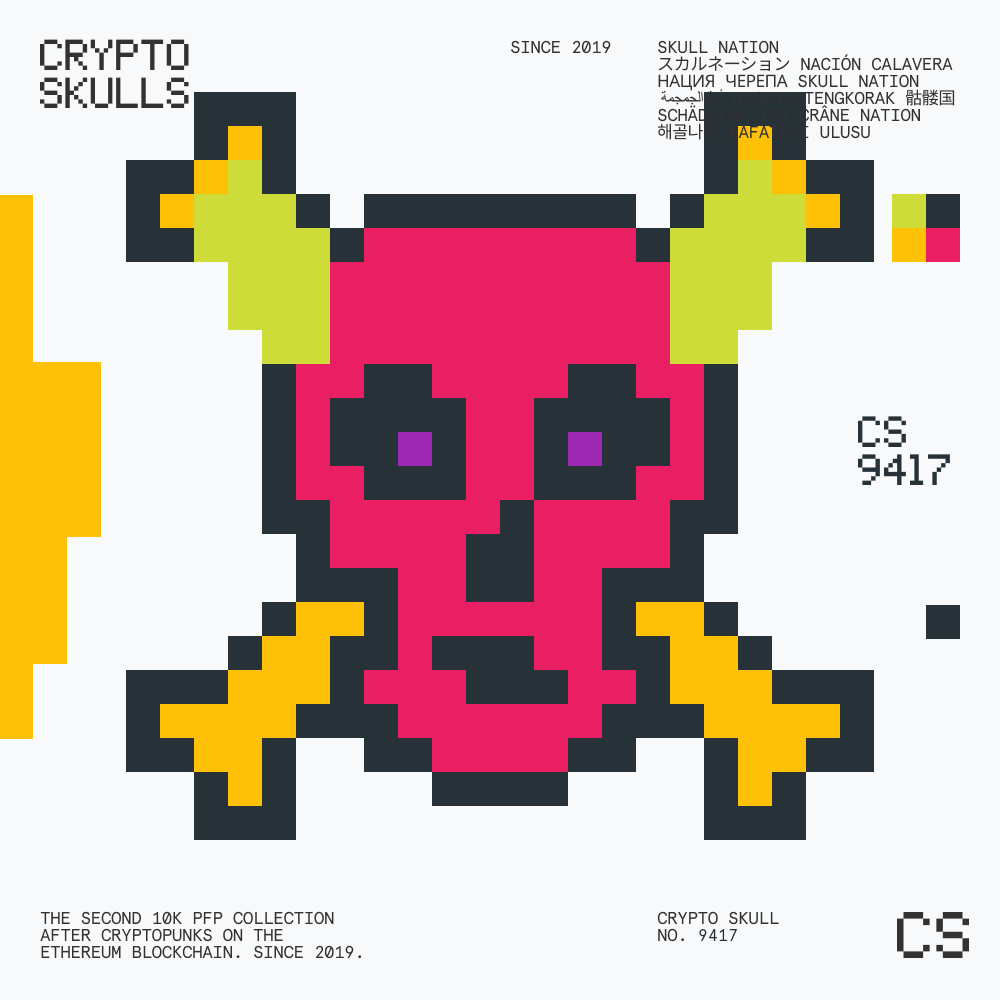 CRYPTO
SKULLS
SINCE 2019
SKULL NATION
スカルネーション NACIÓN CALAVERA
НАЦИЯ ЧЕРЕПА SKULL NATION
الجمجمة TENGKORAK 骷髅国
CRÂNE NATION
해골 ULUSU
CS
9417
THE SECOND 10K PFP COLLECTION
AFTER CRYPTOPUNKS ON THE
ETHEREUM BLOCKCHAIN. SINCE 2019.
CRYPTO SKULL
NO. 9417
CS